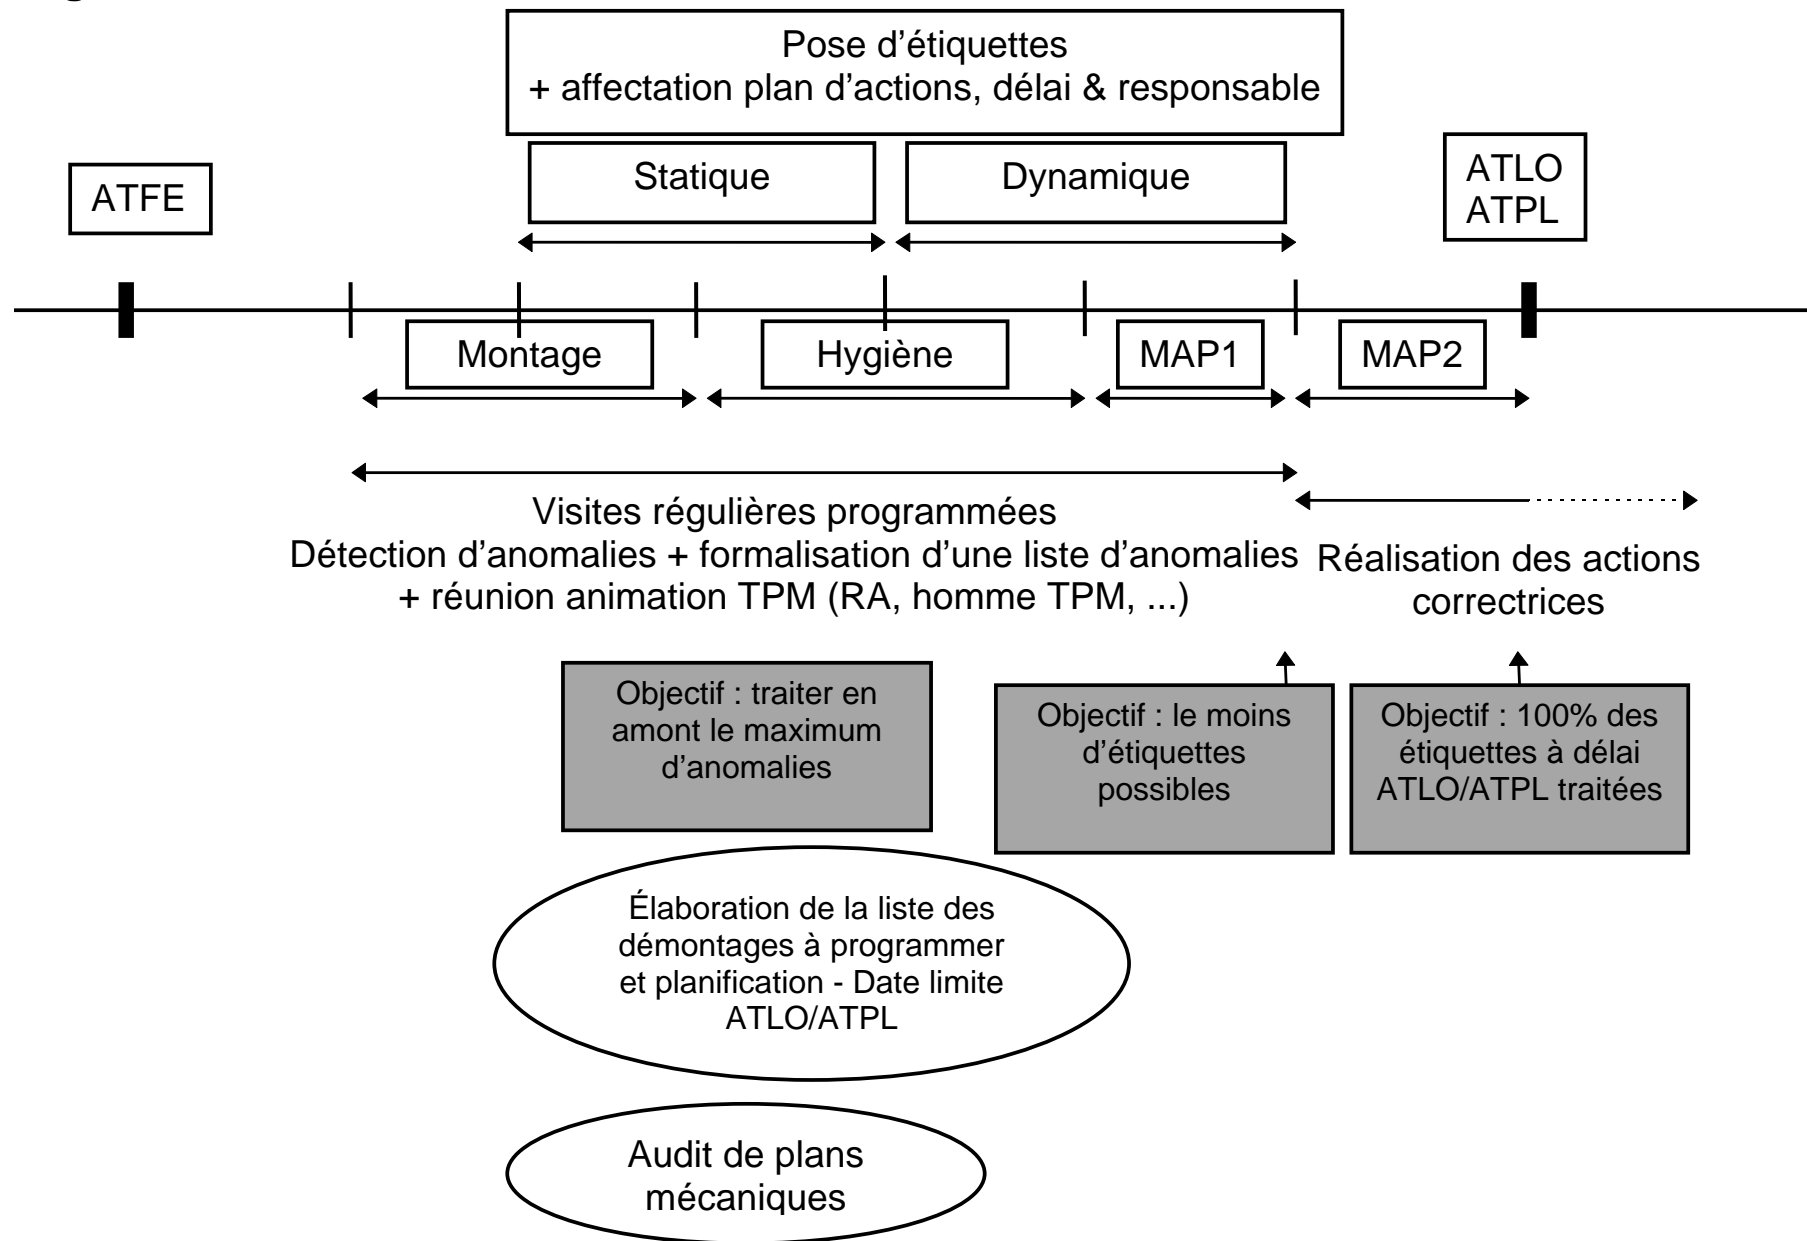 Pose d’étiquettes
+ affectation plan d’actions, délai & responsable
ATFE
Statique
Dynamique
ATLO
ATPL
Montage
Hygiène
MAP1
MAP2
Visites régulières programmées
Détection d’anomalies + formalisation d’une liste d’anomalies
+ réunion animation TPM (RA, homme TPM, ...)
Réalisation des actions
correctrices
Objectif : traiter en
amont le maximum
d’anomalies
Objectif : le moins
d’étiquettes
possibles
Objectif : 100% des
étiquettes à délai
ATLO/ATPL traitées
Élaboration de la liste des
démontages à programmer
et planification - Date limite
ATLO/ATPL
Audit de plans
mécaniques